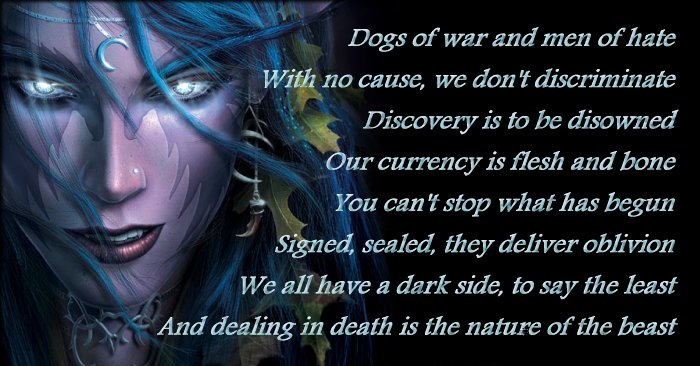 Dogs of war and men of hate
With no cause, we don't discriminate
Discovery is to be disowned
Our currency is flesh and bone
You can't stop what has begun
Signed, sealed, they deliver oblivion
We all have a dark side, to say the least
And dealing in death is the nature of the beast